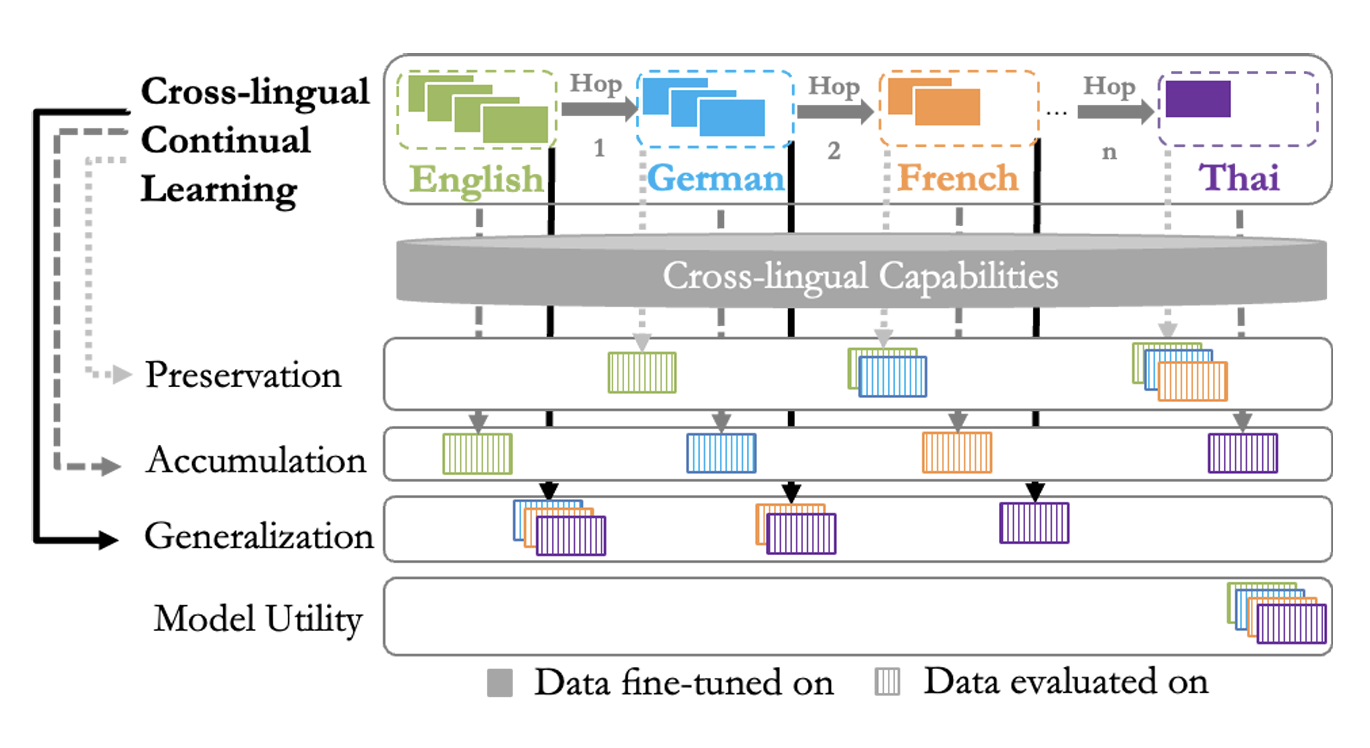 Cross-lingual
Continual
Learning
Hop
1
Hop
2
...
Hop
n
English
German
French
Thai
Cross-lingual Capabilities
Preservation
Accumulation
Generalization
Model Utility
Data fine-tuned on
Data evaluated on